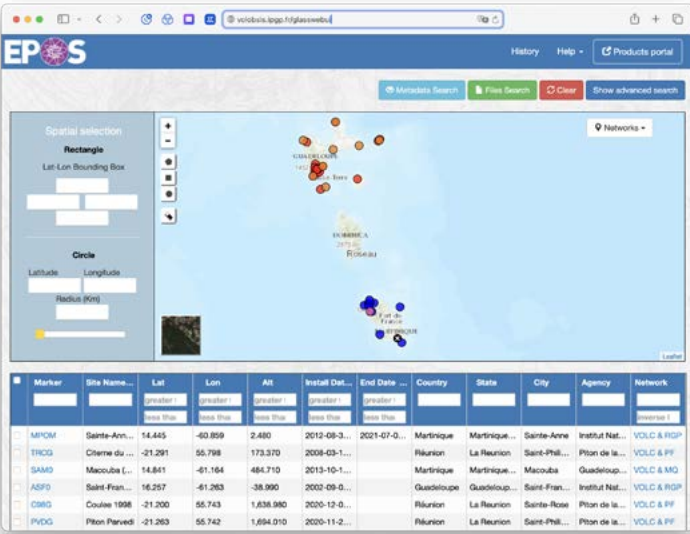 volobsis.ipgp.fr/glasswebui
EPOS
History
Help
Products portal
Metadata Search
Files Search
Clear
Show advanced search
Spatial selection
Rectangle
Lat-Lon Bounding Box
Circle
Latitude Longitude
Radius (Km)
+
-
Networks
GUADELOUPE
DOMINICA
Roseau
Fort-de-
France
MARTINIQUE
Leaflet
Marker Site Name... Lat Lon Alt Install Dat... End Date ... Country State City Agency Network
greater greater greater
less than less than less than inverse
MPOM Sainte-Ann... 14.445 -60.859 2.480 2012-08-3... 2021-07-0... Martinique Martinique... Sainte-Anne Institut Nat... VOLC & RGP
TRCG Citerne du ... -21.291 55.798 173.370 2008-03-1... Réunion La Reunion Saint-Phili... Piton de la... VOLC & PF
SAM0 Macouba (... 14.841 -61.164 484.710 2013-10-1... Martinique Martinique... Macouba Guadeloup... VOLC & MQ
ASF0 Saint-Fran... 16.257 -61.263 -38.990 2002-09-0... Guadeloupe Guadeloup... Saint-Fran... Institut Nat... VOLC & RGP
C98G Coulee 1998 -21.200 55.743 1,638.980 2020-12-0... Réunion La Reunion Sainte-Rose Piton de la... VOLC & PF
PVDG Piton Parvedi -21.263 55.742 1,694.010 2020-11-2... Réunion La Reunion Saint-Phili... Piton de la... VOLC & PF